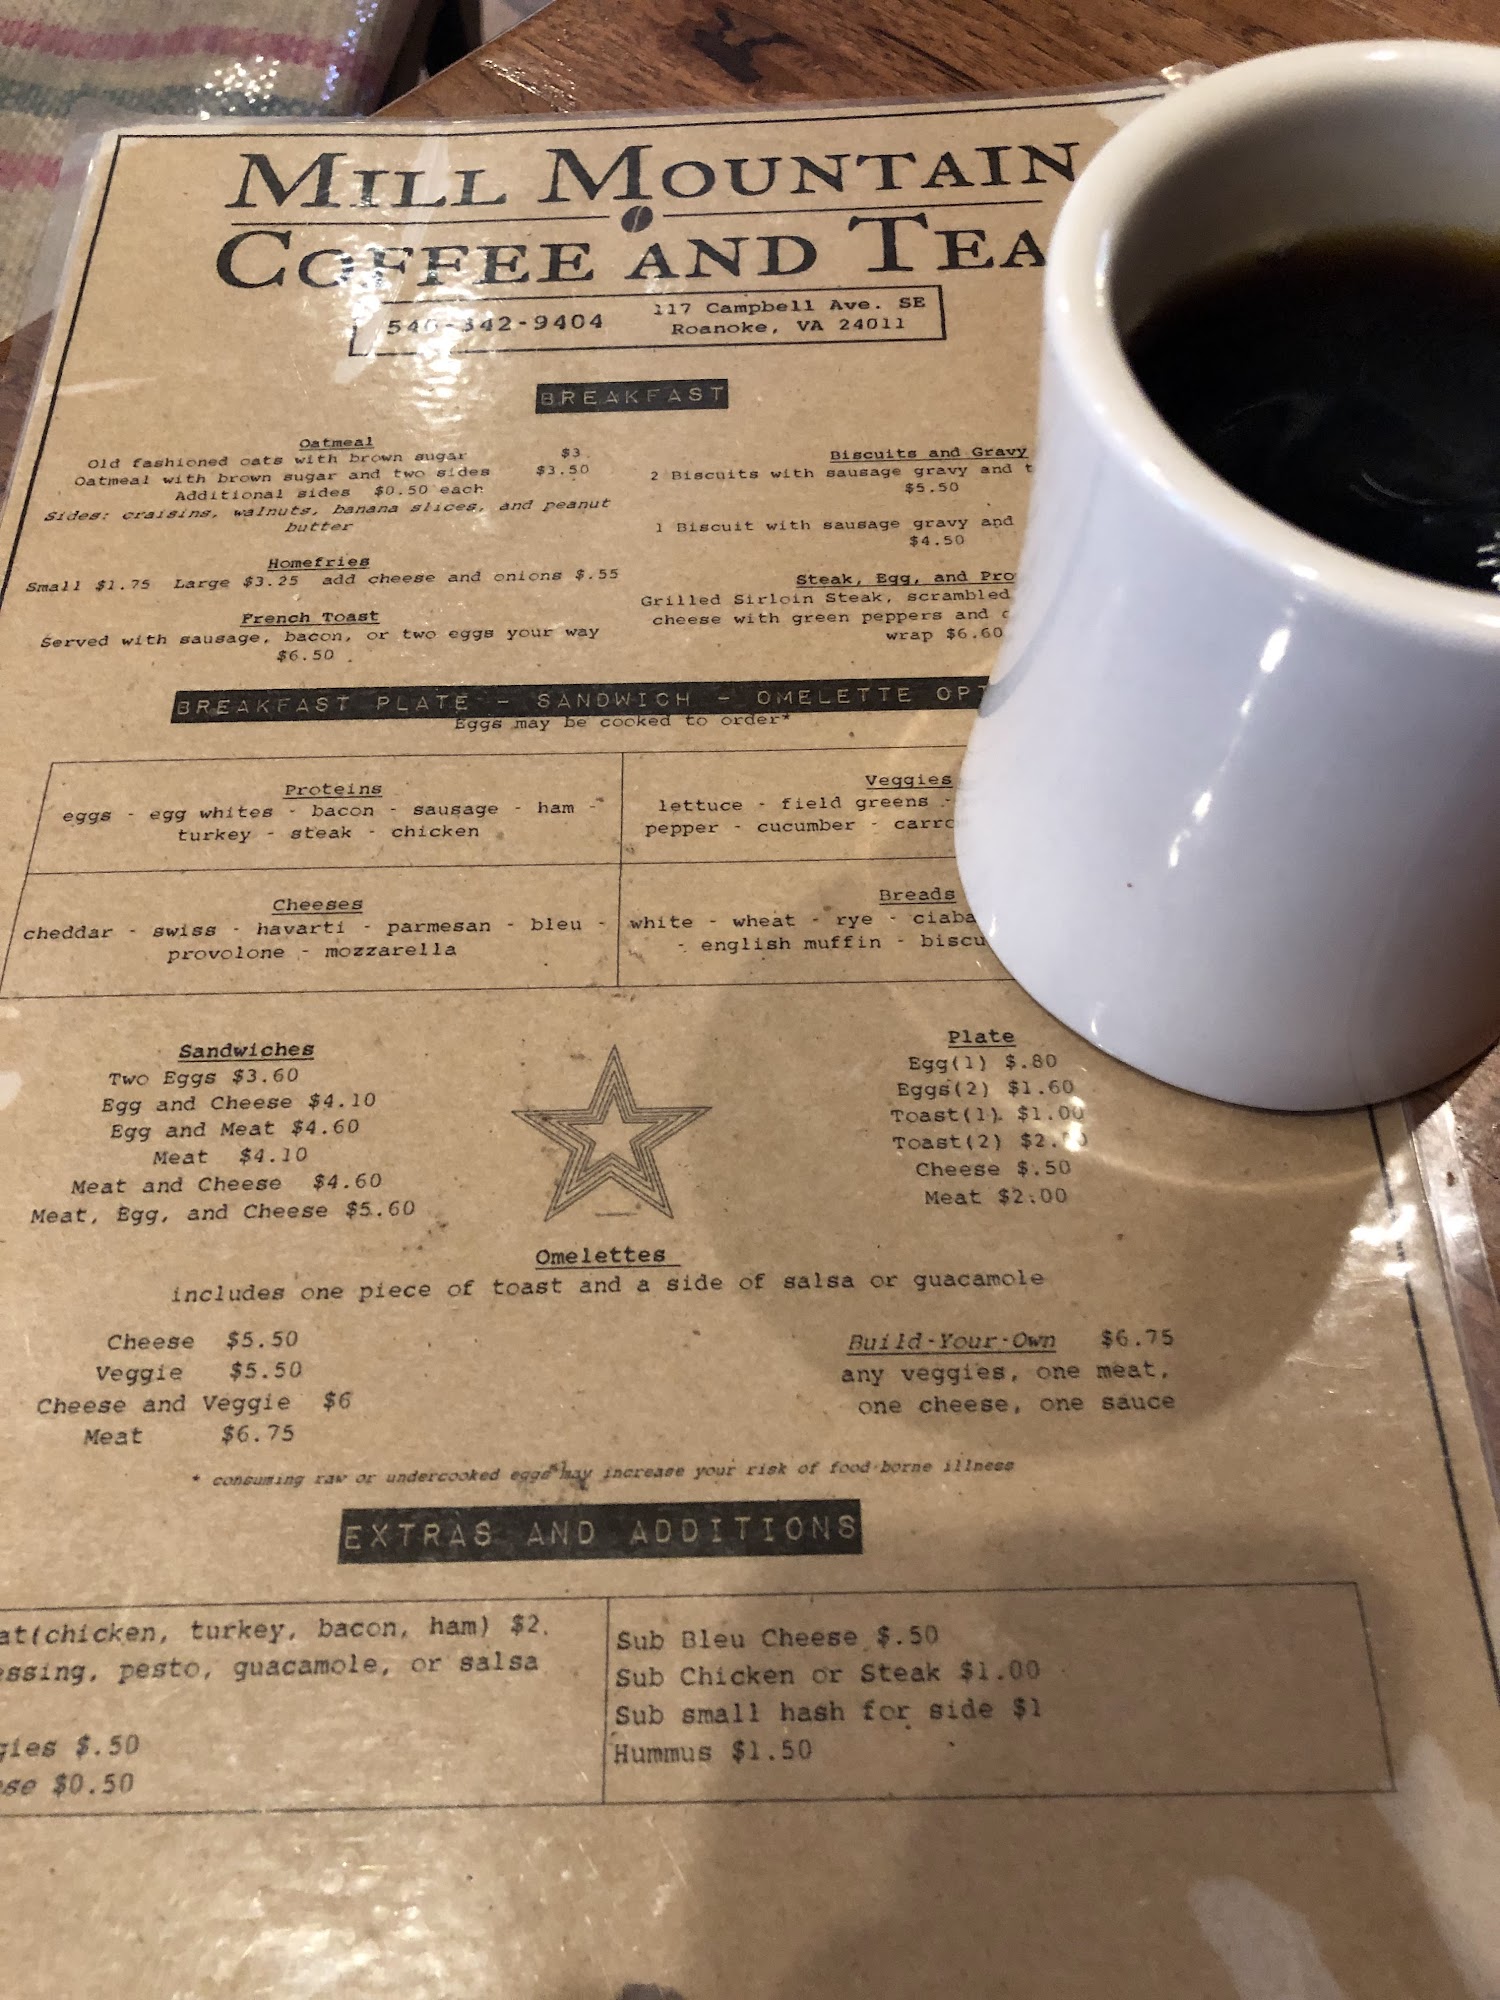 MILL MOUNTAIN
COFFEE AND TEA
540-342-9404
117 Campbell Ave. SE
Roanoke, VA 24011
BREAKFAST
Oatmeal
Old fashioned oats with brown sugar $3
Oatmeal with brown sugar and two sides $3.50
Additional sides $0.50 each
Sides: craisins, walnuts, banana slices, and peanut
butter
Homefries
Small $1.75 Large $3.25 add cheese and onions $.55
French Toast
Served with sausage, bacon, or two eggs your way
$6.50
Biscuits and Gravy
2 Biscuits with sausage gravy and
$5.50
1 Biscuit with sausage gravy and
$4.50
Steak, Egg, and
Grilled Sirloin Steak, scrambled
cheese with green peppers and
wrap $6.60
BREAKFAST PLATE - SANDWICH - OMELETTE
Eggs may be cooked to order*
Proteins
eggs - egg whites - bacon - sausage - ham -
turkey - steak - chicken
Veggies
lettuce - field greens -
pepper - cucumber -
Cheeses
cheddar - swiss - havarti - parmesan - bleu -
provolone - mozzarella
Breads
white - wheat - rye -
- english muffin -
Sandwiches
Two Eggs $3.60
Egg and Cheese $4.10
Egg and Meat $4.60
Meat $4.10
Meat and Cheese $4.60
Meat, Egg, and Cheese $5.60
Plate
Egg(1) $.80
Eggs(2) $1.60
Toast(1) $1.00
Toast(2)
Cheese $.50
Meat $2.00
Omelettes
includes one piece of toast and a side of salsa or guacamole
Cheese $5.50
Veggie $5.50
Cheese and Veggie $6
Meat $6.75
Build-Your-Own $6.75
any veggies, one meat,
one cheese, one sauce
* consuming raw or undercooked eggs may increase your risk of food-borne illness
EXTRAS AND ADDITIONS
(chicken, turkey, bacon, ham) $2.
pesto, guacamole, or salsa
$.50
$0.50
Sub Bleu Cheese $.50
Sub Chicken or Steak $1.00
Sub small hash for side $1
Hummus $1.50